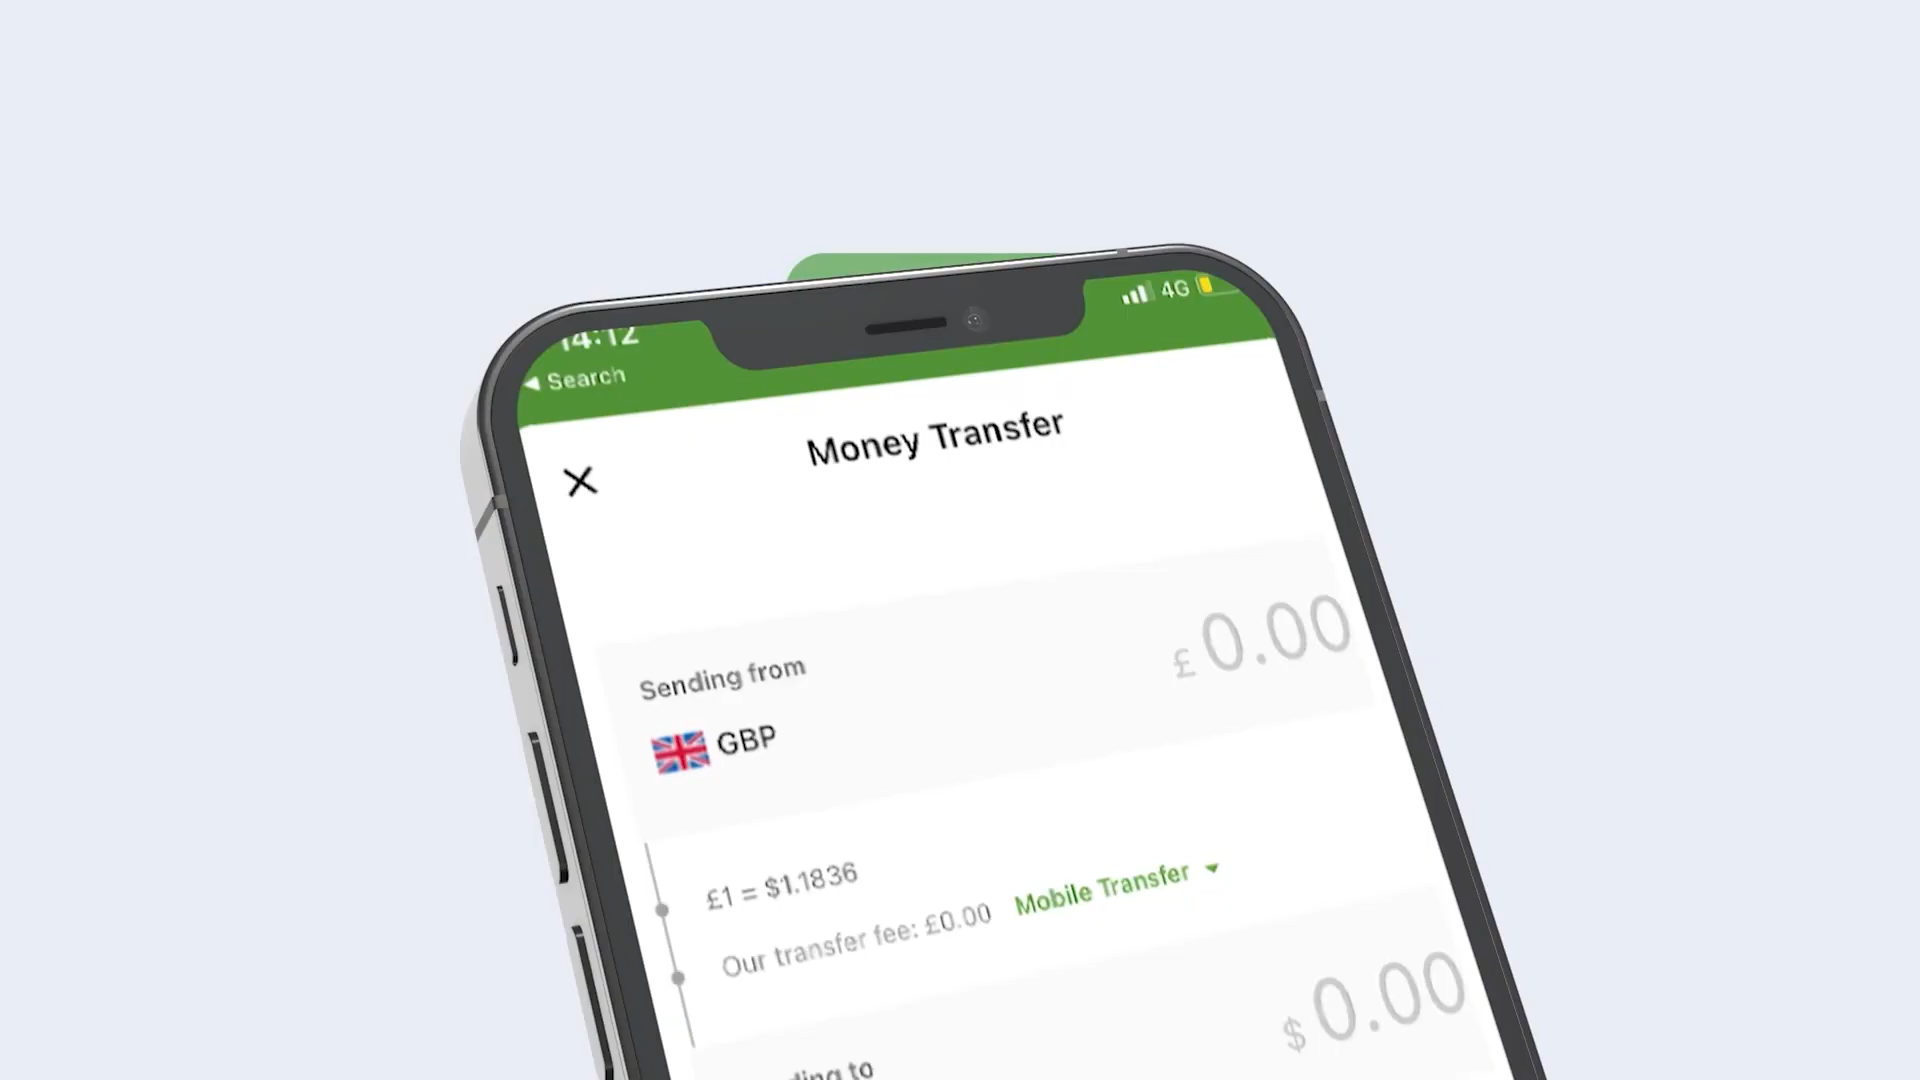 14:12
4G
◀ Search
Money Transfer
Sending from
£0.00
GBP
£1 = $1.1836
Our transfer fee: £0.00 Mobile Transfer
$0.00
to